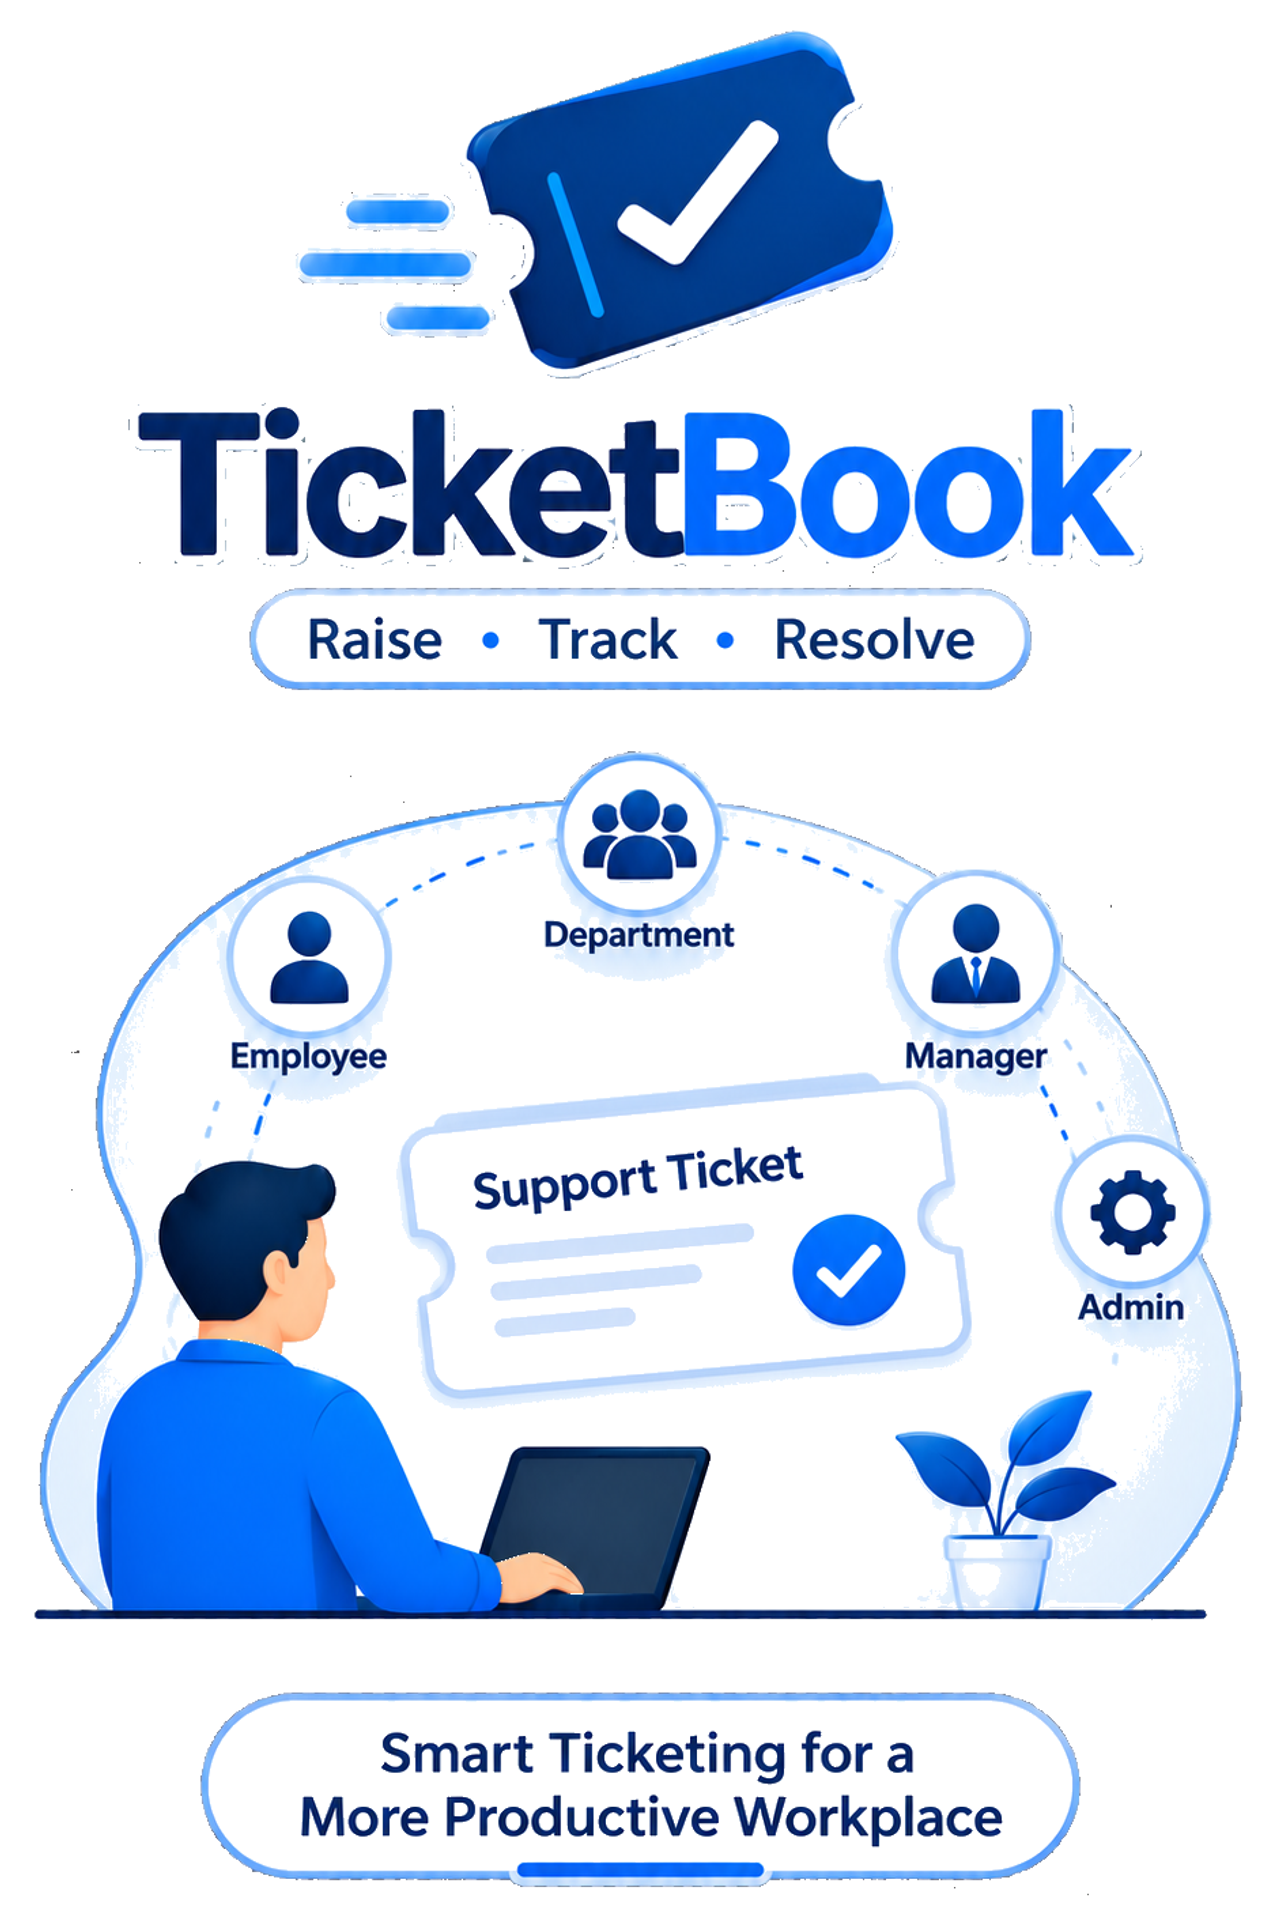 TicketBook
Raise • Track • Resolve
Department
Employee
Manager
Support Ticket
Admin
Smart Ticketing for a
More Productive Workplace